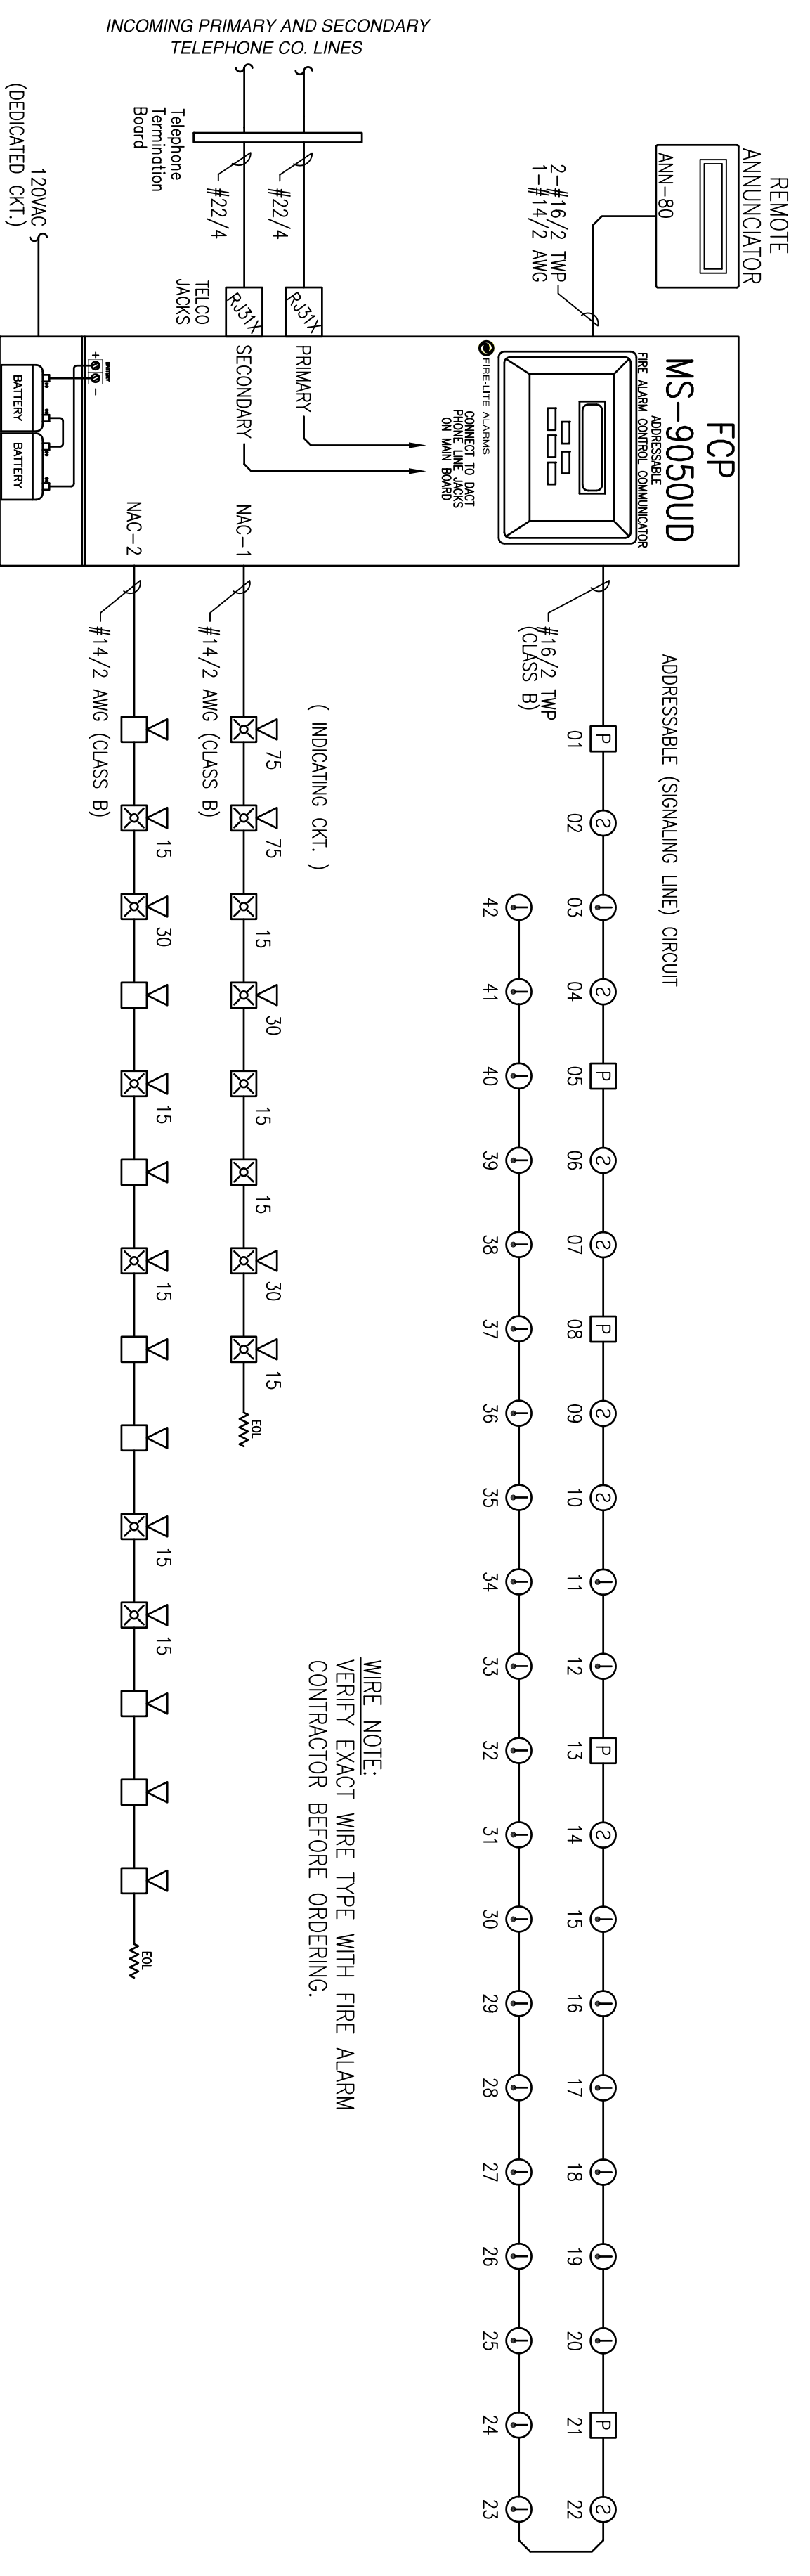 INCOMING PRIMARY AND SECONDARY
TELEPHONE CO. LINES
REMOTE
ANNUNCIATOR
ANN-80
2-#16/2 TWP
1-#14/2 AWG
Telephone
Termination
Board
#22/4
#22/4
TELCO
JACKS
RJ31X
RJ31X
120VAC
(DEDICATED CKT.)
FCP
MS-9050UD
ADDRESSABLE
FIRE ALARM CONTROL COMMUNICATOR
FIRE-LITE ALARMS
CONNECT TO DACT
PHONE LINE JACKS
ON MAIN BOARD
PRIMARY
SECONDARY
NAC-1
NAC-2
BATTERY
+ -
BATTERY
BATTERY
ADDRESSABLE (SIGNALING LINE) CIRCUIT
#16/2 TWP
(CLASS B)
P S S P S S P S S P S P S
01 02 03 04 05 06 07 08 09 10 11 12 13 14 15 16 17 18 19 20 21 22
42 41 40 39 38 37 36 35 34 33 32 31 30 29 28 27 26 25 24 23
( INDICATING CKT. )
#14/2 AWG (CLASS B)
75 75 15 30 15 15 30 15
EOL
#14/2 AWG (CLASS B)
15 30 15 15 15 15
EOL
WIRE NOTE:
VERIFY EXACT WIRE TYPE WITH FIRE ALARM
CONTRACTOR BEFORE ORDERING.